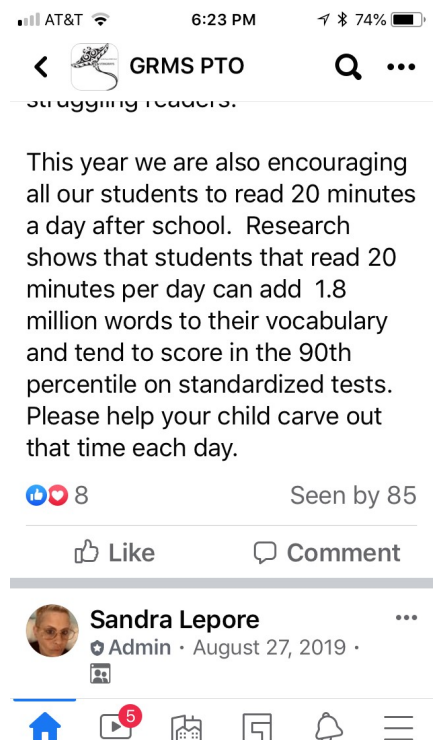 AT&T 6:23 PM 74%
GRMS PTO
struggling readers.
This year we are also encouraging
all our students to read 20 minutes
a day after school.  Research
shows that students that read 20
minutes per day can add  1.8
million words to their vocabulary
and tend to score in the 90th
percentile on standardized tests.
Please help your child carve out
that time each day.
8 Seen by 85
Like Comment
Sandra Lepore
Admin · August 27, 2019 ·
5